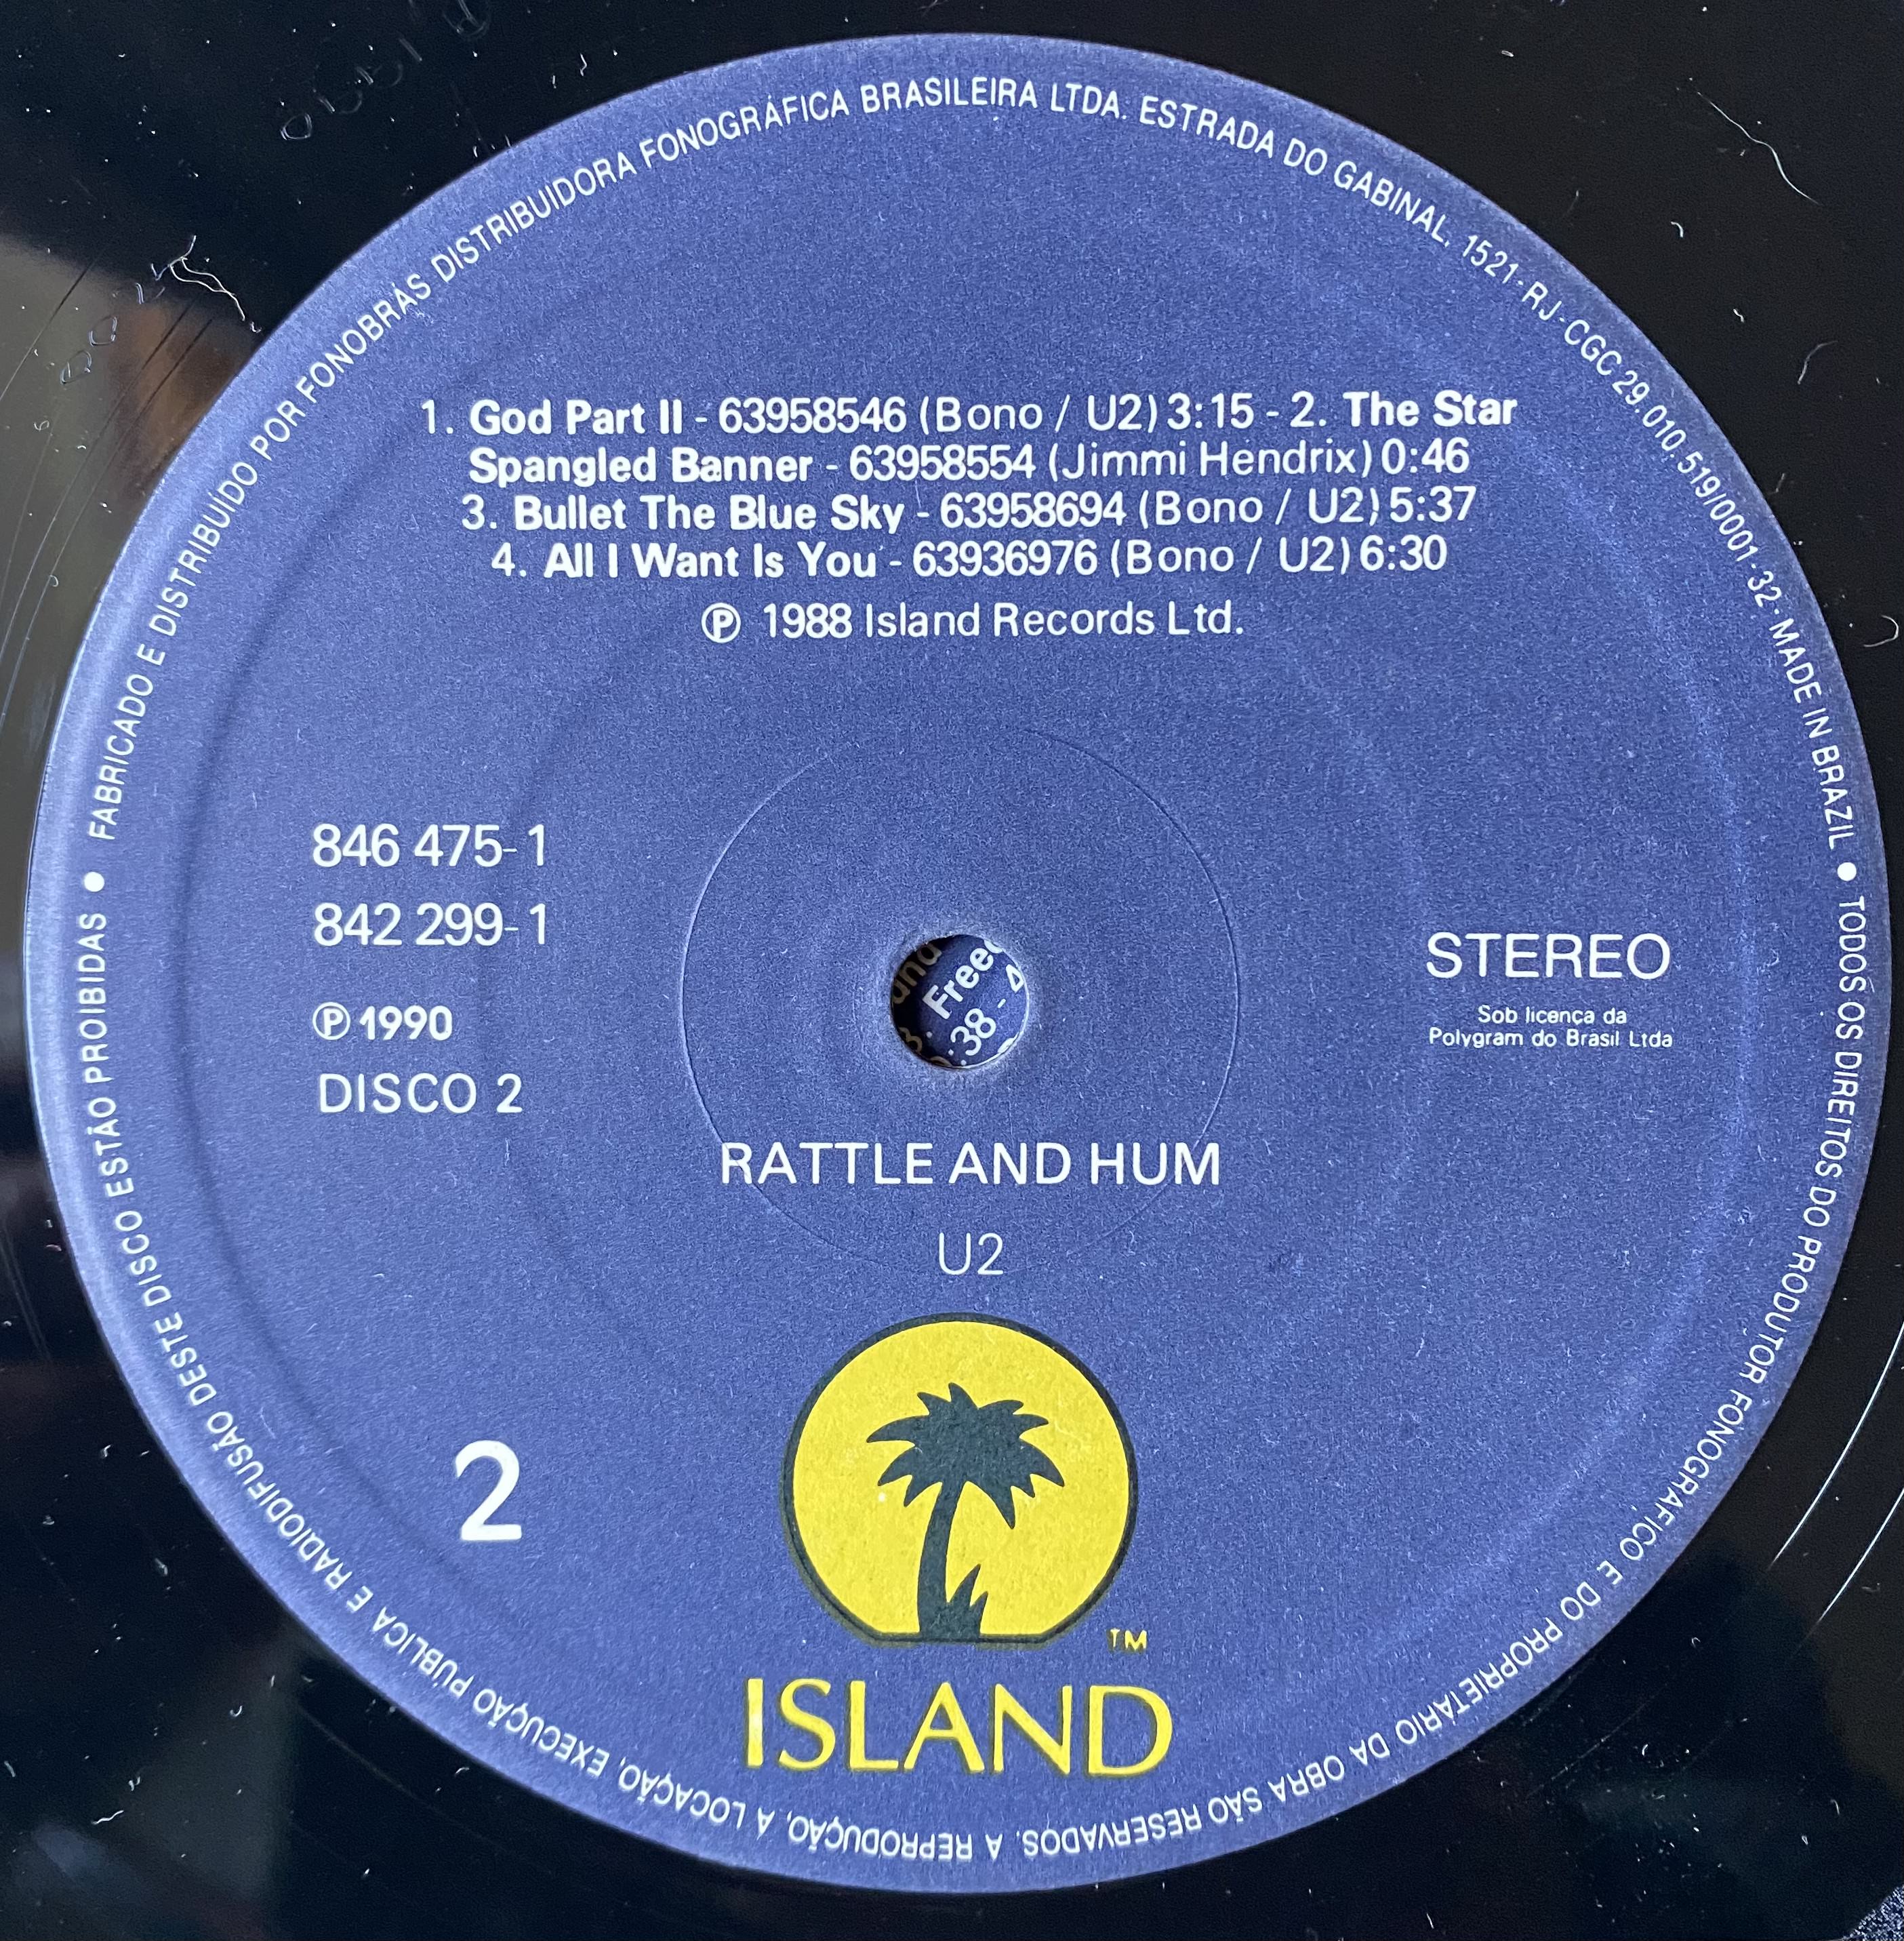 FABRICADO E DISTRIBUÍDO POR FONOBRÁS DISTRIBUIDORA FONOGRÁFICA BRASILEIRA LTDA. ESTRADA DO GABINAL, 1521-RJ-CGC 29.010.519/0001-32-MADE IN BRAZIL •
TODOS OS DIREITOS DO PRODUTOR FONOGRÁFICO E DO PROPRIETÁRIO DA OBRA SÃO RESERVADOS. A REPRODUÇÃO, A LOCAÇÃO, EXECUÇÃO PÚBLICA E RADIODIFUSÃO DESTE DISCO ESTÃO PROIBIDAS •
1. God Part II - 63958546 (Bono / U2) 3:15 - 2. The Star
Spangled Banner - 63958554 (Jimmi Hendrix) 0:46
3. Bullet The Blue Sky - 63958694 (Bono / U2) 5:37
4. All I Want Is You - 63936976 (Bono / U2) 6:30
℗ 1988 Island Records Ltd.
846 475-1
842 299-1
℗ 1990
DISCO 2
STEREO
Sob licença da
Polygram do Brasil Ltda
Freed
:38 -
RATTLE AND HUM
U2
2
TM
ISLAND